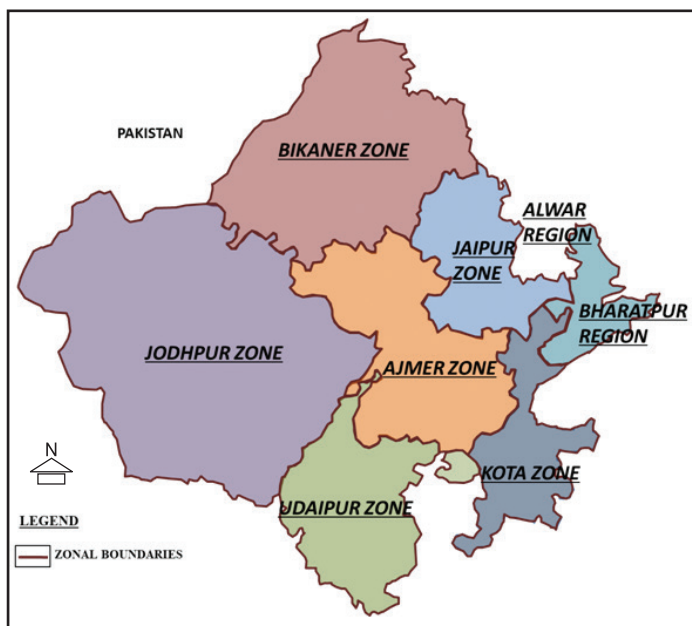 PAKISTAN
BIKANER ZONE
ALWAR
REGION
JAIPUR
ZONE
BHARATPUR
REGION
JODHPUR ZONE
AJMER ZONE
N
KOTA ZONE
UDAIPUR ZONE
LEGEND
ZONAL BOUNDARIES